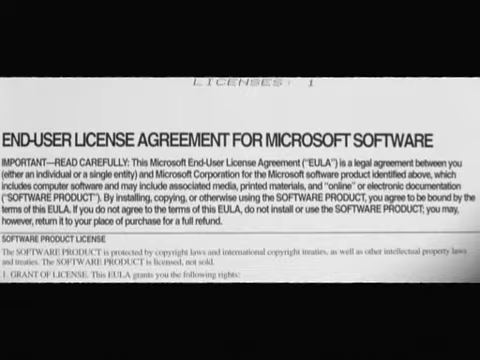 LICENSES: 1
END-USER LICENSE AGREEMENT FOR MICROSOFT SOFTWARE
IMPORTANT—READ CAREFULLY: This Microsoft End-User License Agreement ("EULA") is a legal agreement between you
(either an individual or a single entity) and Microsoft Corporation for the Microsoft software product identified above, which
includes computer software and may include associated media, printed materials, and "online" or electronic documentation
("SOFTWARE PRODUCT"). By installing, copying, or otherwise using the SOFTWARE PRODUCT, you agree to be bound by the
terms of this EULA. If you do not agree to the terms of this EULA, do not install or use the SOFTWARE PRODUCT; you may,
however, return it to your place of purchase for a full refund.
SOFTWARE PRODUCT LICENSE
The SOFTWARE PRODUCT is protected by copyright laws and international copyright treaties, as well as other intellectual property laws
and treaties. The SOFTWARE PRODUCT is licensed, not sold.
1. GRANT OF LICENSE. This EULA grants you the following rights: